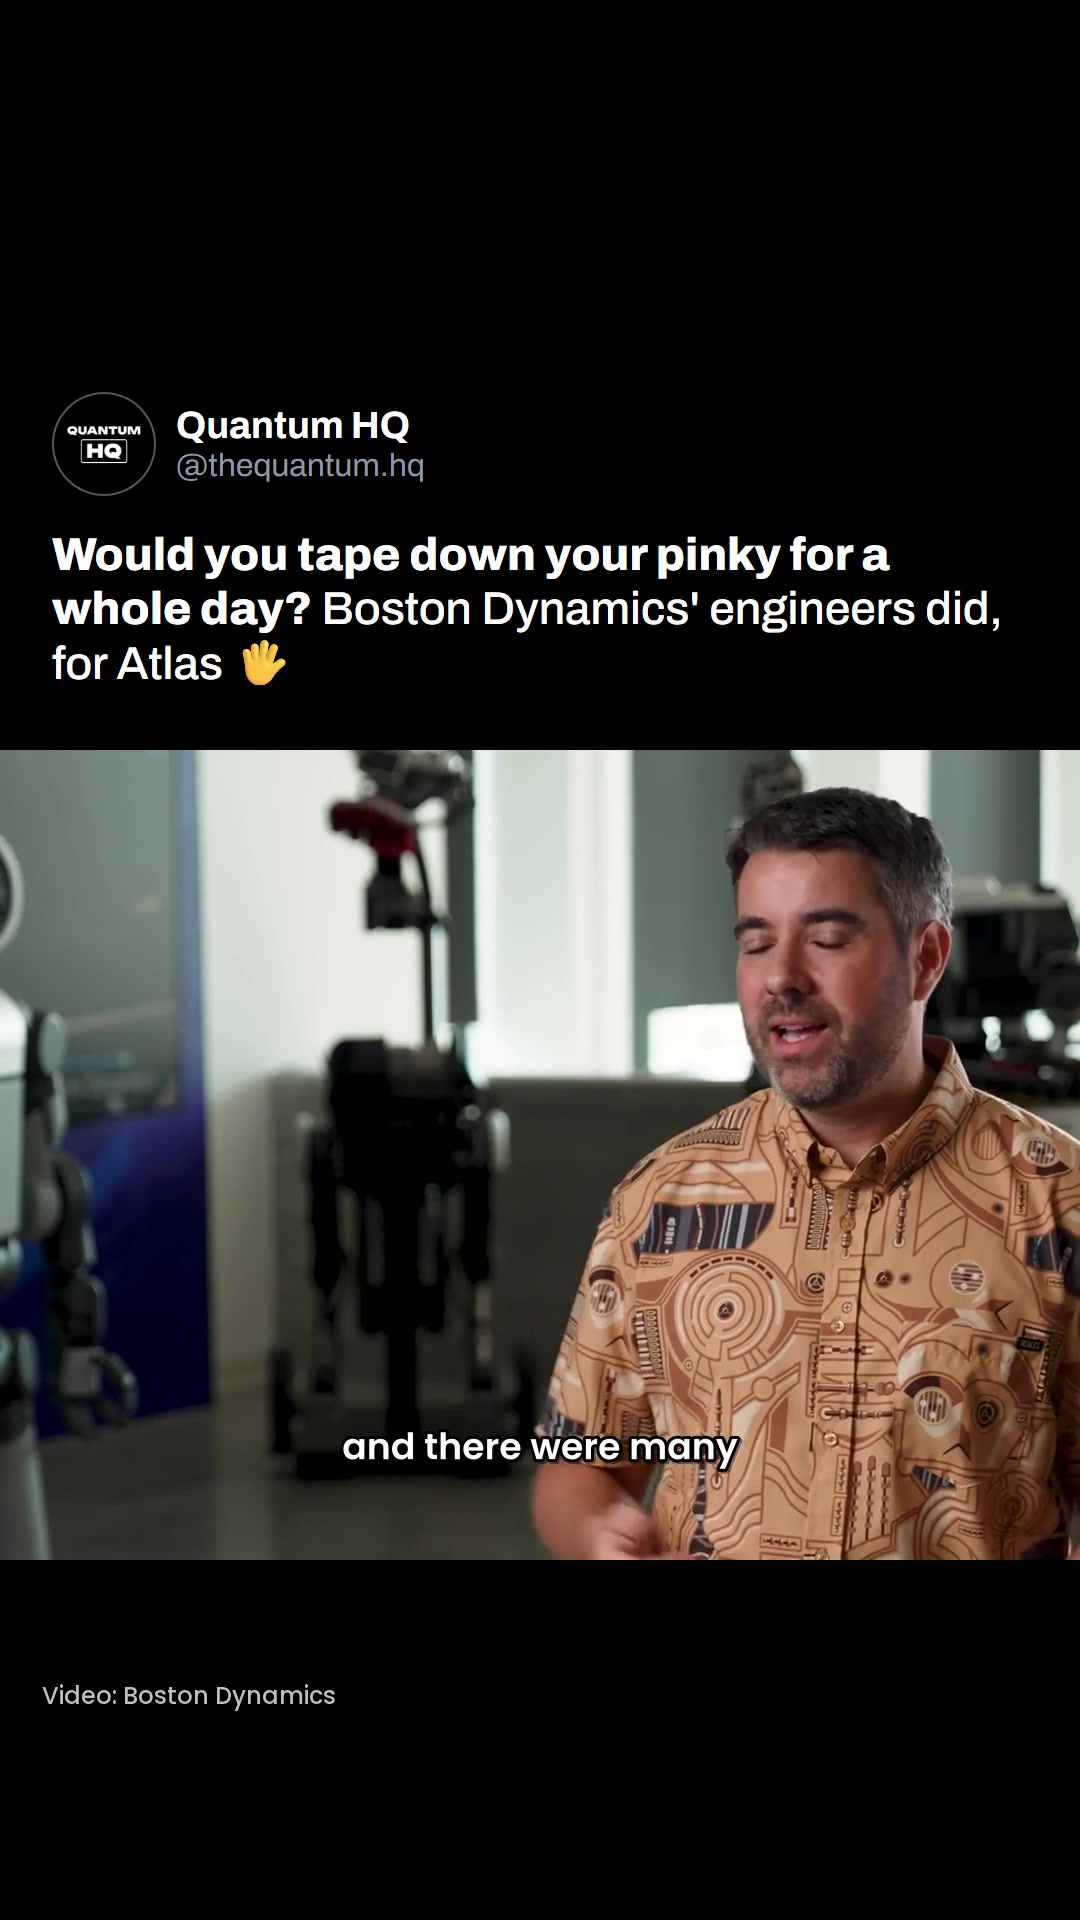 QUANTUM
HQ
Quantum HQ
@thequantum.hq
Would you tape down your pinky for a
whole day? Boston Dynamics' engineers did,
for Atlas 🖐
and there were many
Video: Boston Dynamics